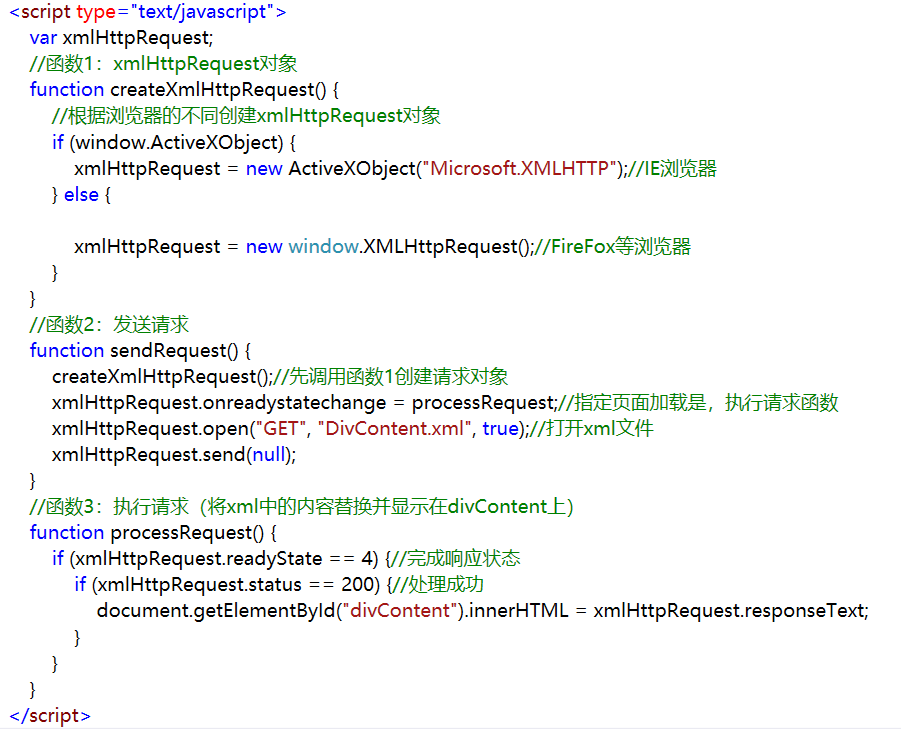 <script type="text/javascript">
    var xmlHttpRequest;
    //函数1：xmlHttpRequest对象
    function createXmlHttpRequest() {
        //根据浏览器的不同创建xmlHttpRequest对象
        if (window.ActiveXObject) {
            xmlHttpRequest = new ActiveXObject("Microsoft.XMLHTTP");//IE浏览器
        } else {
            xmlHttpRequest = new window.XMLHttpRequest();//FireFox等浏览器
        }
    }
    //函数2：发送请求
    function sendRequest() {
        createXmlHttpRequest();//先调用函数1创建请求对象
        xmlHttpRequest.onreadystatechange = processRequest;//指定页面加载是，执行请求函数
        xmlHttpRequest.open("GET", "DivContent.xml", true);//打开xml文件
        xmlHttpRequest.send(null);
    }
    //函数3：执行请求（将xml中的内容替换并显示在divContent上）
    function processRequest() {
        if (xmlHttpRequest.readyState == 4) {//完成响应状态
            if (xmlHttpRequest.status == 200) {//处理成功
                document.getElementById("divContent").innerHTML = xmlHttpRequest.responseText;
            }
        }
    }
</script>